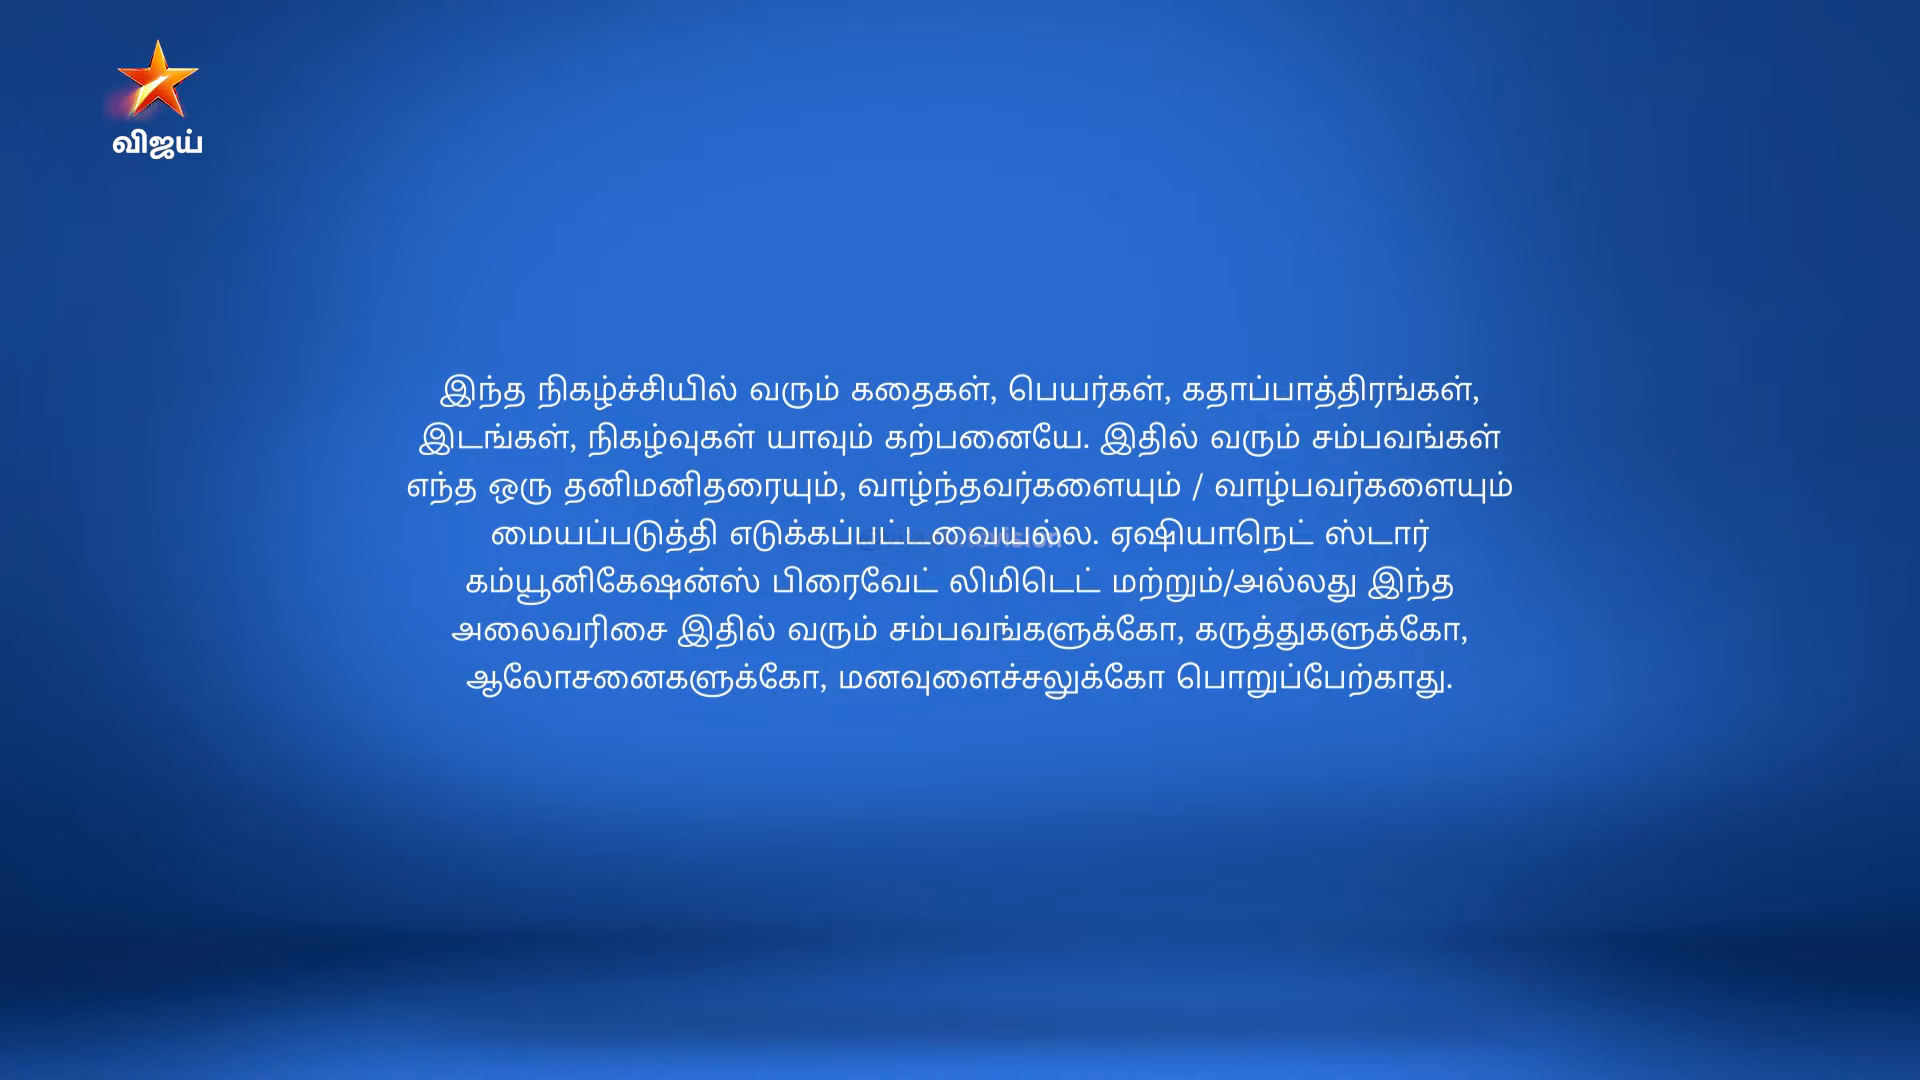 விஜய்
இந்த நிகழ்ச்சியில் வரும் கதைகள், பெயர்கள், கதாப்பாத்திரங்கள்,
இடங்கள், நிகழ்வுகள் யாவும் கற்பனையே. இதில் வரும் சம்பவங்கள்
எந்த ஒரு தனிமனிதரையும், வாழ்ந்தவர்களையும் / வாழ்பவர்களையும்
மையப்படுத்தி எடுக்கப்பட்டவையல்ல. ஏஷியாநெட் ஸ்டார்
கம்யூனிகேஷன்ஸ் பிரைவேட் லிமிடெட் மற்றும்/அல்லது இந்த
அலைவரிசை இதில் வரும் சம்பவங்களுக்கோ, கருத்துகளுக்கோ,
ஆலோசனைகளுக்கோ, மனவுளைச்சலுக்கோ பொறுப்பேற்காது.